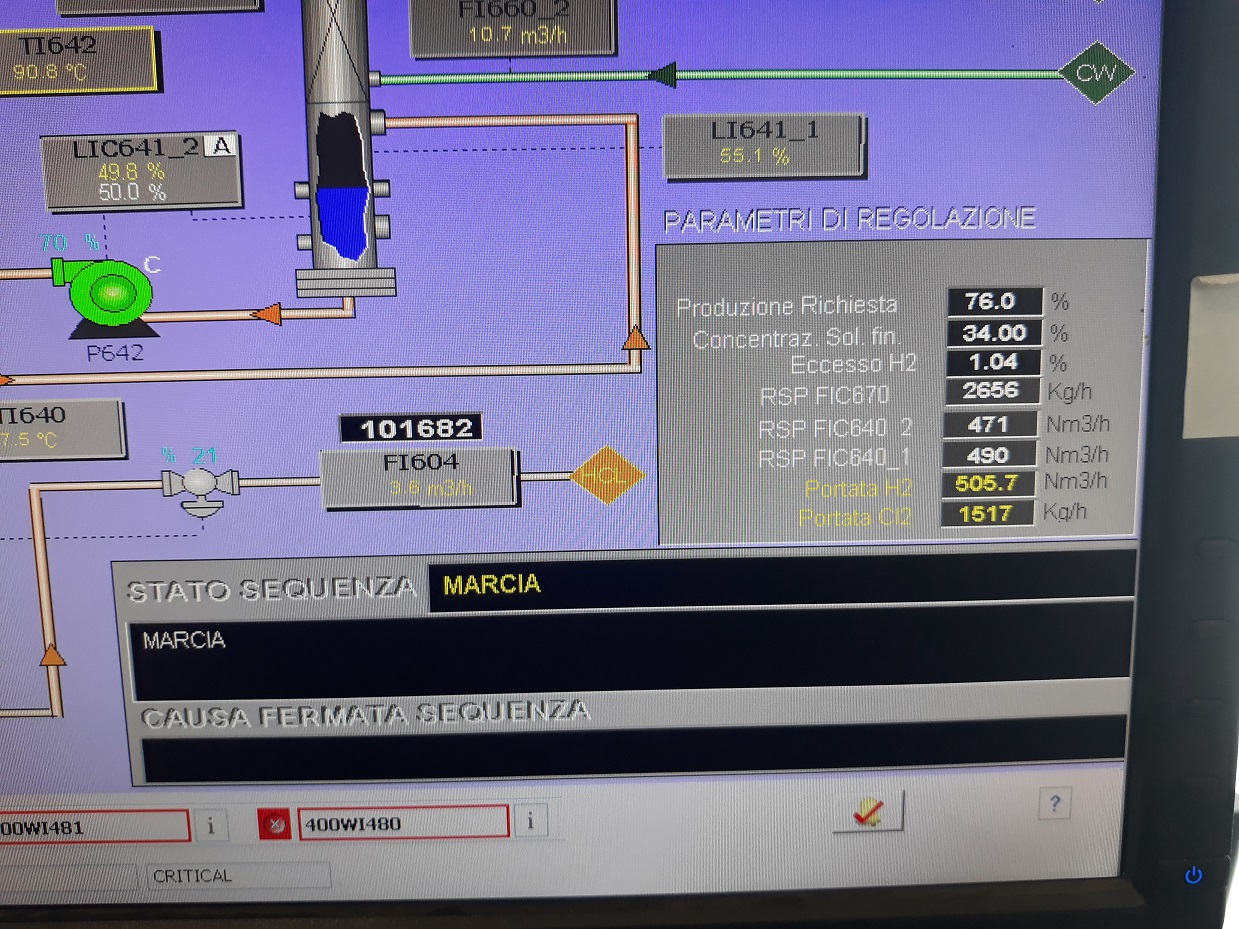 FI660_2
10.7 m3/h
TI642
90.8 °C
CW
LIC641_2 A
49.8 %
50.0 %
LI641_1
55.1 %
PARAMETRI DI REGOLAZIONE
70 %
C
P642
Produzione Richiesta 76.0 %
Concentraz. Sol. fin. 34.00 %
Eccesso H2 1.04 %
RSP FIC670 2656 Kg/h
RSP FIC640_2 471 Nm3/h
RSP FIC640_1 490 Nm3/h
Portata H2 505.7 Nm3/h
Portata Cl2 1517 Kg/h
TI640
7.5 °C
101682
% 21
FI604
3.6 m3/h
HCL
STATO SEQUENZA MARCIA
MARCIA
CAUSA FERMATA SEQUENZA
00WI481 i
400WI480 i
?
CRITICAL